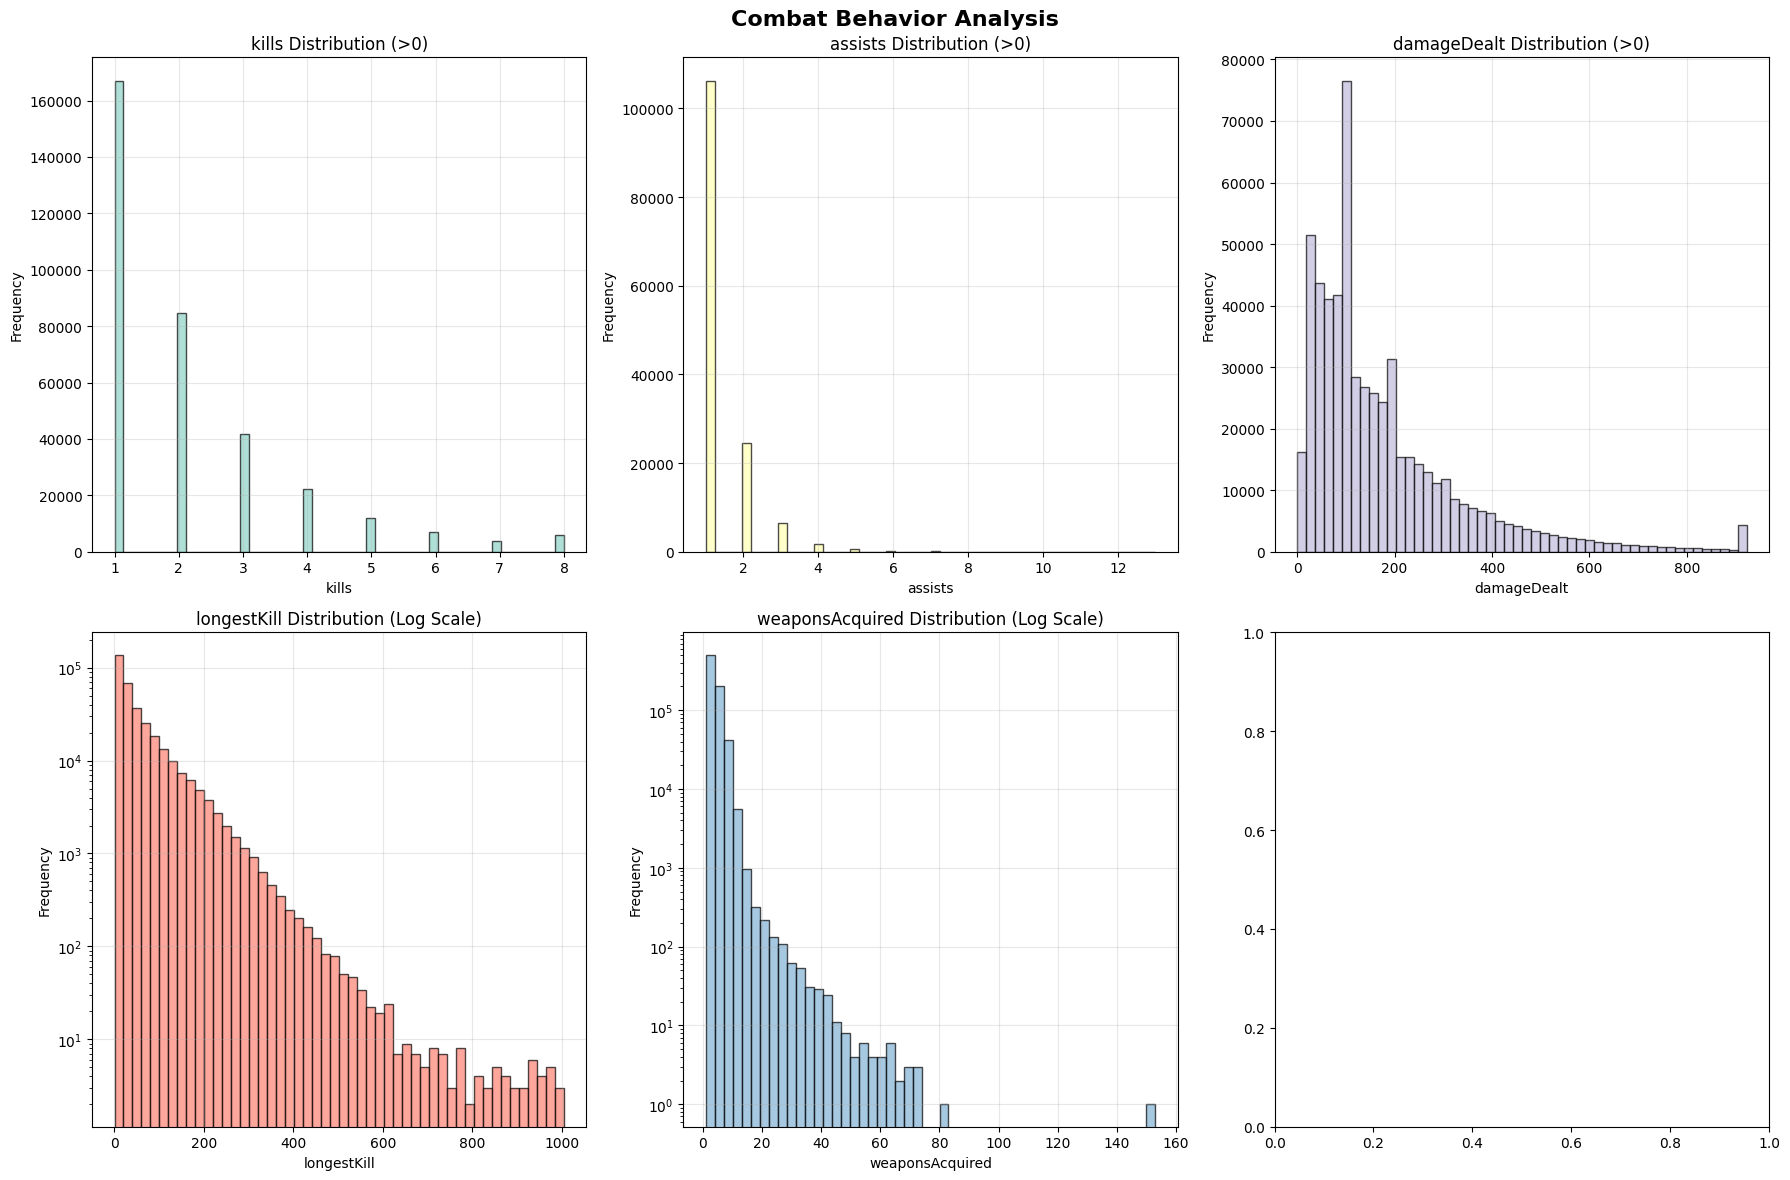 Combat Behavior Analysis
kills Distribution (>0)
160000
140000
120000
100000
80000
60000
40000
20000
0
Frequency
1 2 3 4 5 6 7 8
kills
assists Distribution (>0)
100000
80000
60000
40000
20000
0
Frequency
2 4 6 8 10 12
assists
damageDealt Distribution (>0)
80000
70000
60000
50000
40000
30000
20000
10000
0
Frequency
0 200 400 600 800
damageDealt
longestKill Distribution (Log Scale)
10⁵
10⁴
10³
10²
10¹
Frequency
0 200 400 600 800 1000
longestKill
weaponsAcquired Distribution (Log Scale)
10⁵
10⁴
10³
10²
10¹
10⁰
Frequency
0 20 40 60 80 100 120 140 160
weaponsAcquired
1.0
0.8
0.6
0.4
0.2
0.0
0.0 0.2 0.4 0.6 0.8 1.0